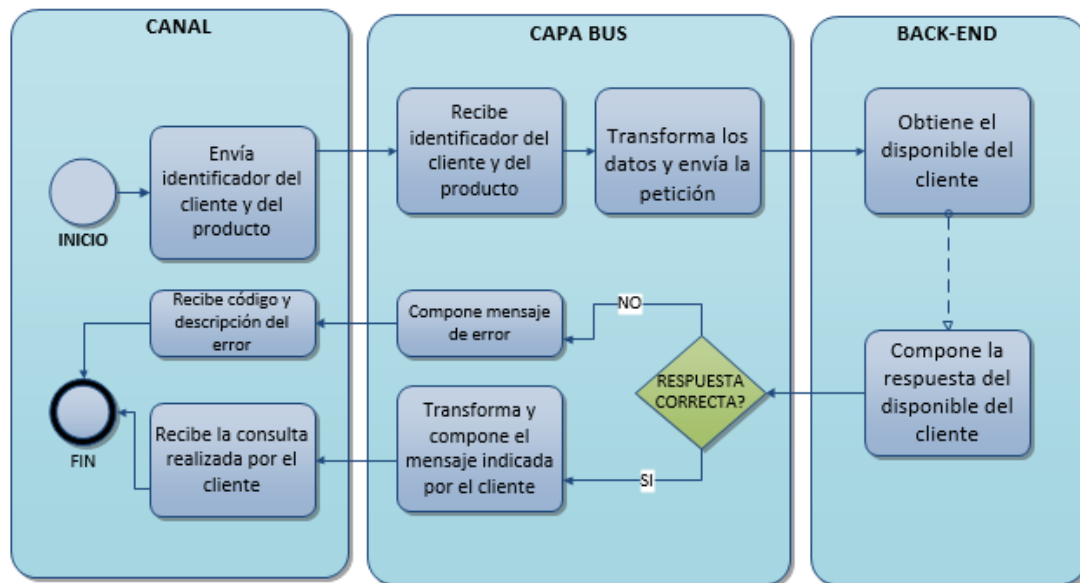 CANAL
INICIO
Envía
identificador del
cliente y del
producto
Recibe código y
descripción del
error
FIN
Recibe la consulta
realizada por el
cliente
CAPA BUS
Recibe
identificador del
cliente y del
producto
Transforma los
datos y envía la
petición
Compone mensaje
de error
NO
RESPUESTA
CORRECTA?
Transforma y
compone el
mensaje indicada
por el cliente
SI
BACK-END
Obtiene el
disponible del
cliente
Compone la
respuesta del
disponible del
cliente